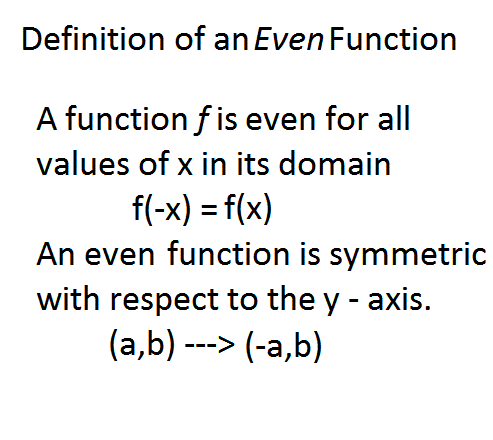 Definition of an Even Function
A function f is even for all
values of x in its domain
f(-x) = f(x)
An even function is symmetric
with respect to the y - axis.
(a,b) ---> (-a,b)